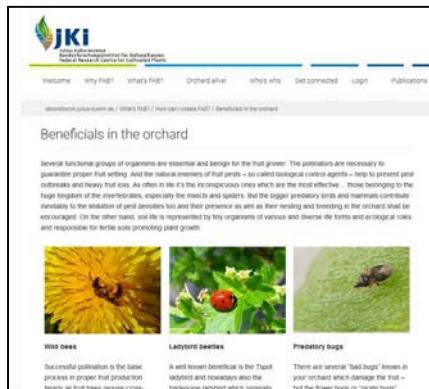 JKi
Julius Kühn-Institut
Bundesforschungsinstitut für Kulturpflanzen
Federal Research Centre for Cultivated Plants
Welcome Why FAB? What's FAB? Orchard alive! Who's who Get connected Login Publications
ebionetwork.julius-kuehn.de / What's FAB? / How can I create FAB? / Beneficials in the orchard
Beneficials in the orchard
Several functional groups of organisms are essential and benign for the fruit grower. The pollinators are necessary to
guarantee proper fruit setting. And the natural enemies of fruit pests – so called biological control agents – help to prevent pest
outbreaks and heavy fruit loss. As often in life it's the inconspicuous ones which are the most effective... those belonging to the
huge kingdom of the invertebrates, especially the insects and spiders. But the bigger predatory birds and mammals contribute
inevitably to the limitation of pest densities too and their presence as well as their nesting and breeding in the orchard shall be
encouraged. On the other hand, soil life is represented by tiny organisms of various and diverse life forms and ecological roles
and responsible for fertile soils promoting plant growth.
Wild bees Ladybird beetles Predatory bugs
Successful pollination is the base
process in proper fruit production
A well known beneficial is the 7spot
ladybird and nowadays also the
There are several "bad bugs" known in
your orchard which damage the fruit –